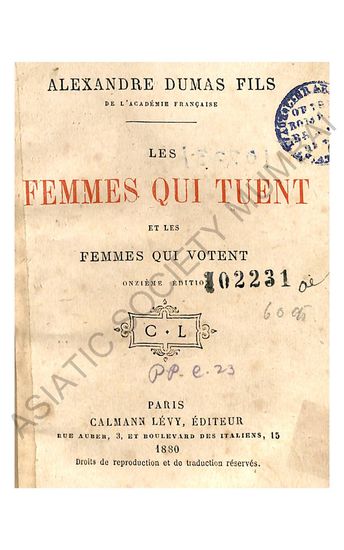 ALEXANDRE DUMAS FILS
DE L'ACADÉMIE FRANÇAISE
LES
FEMMES QUI TUENT
ET LES
FEMMES QUI VOTENT
ONZIÈME ÉDITION
102231
C · L
P.P. C. 23
PARIS
CALMANN LÉVY, ÉDITEUR
RUE AUBER, 3, ET BOULEVARD DES ITALIENS, 15
1880
Droits de reproduction et de traduction réservés.
ASIATIC SOCIETY MUMBAI